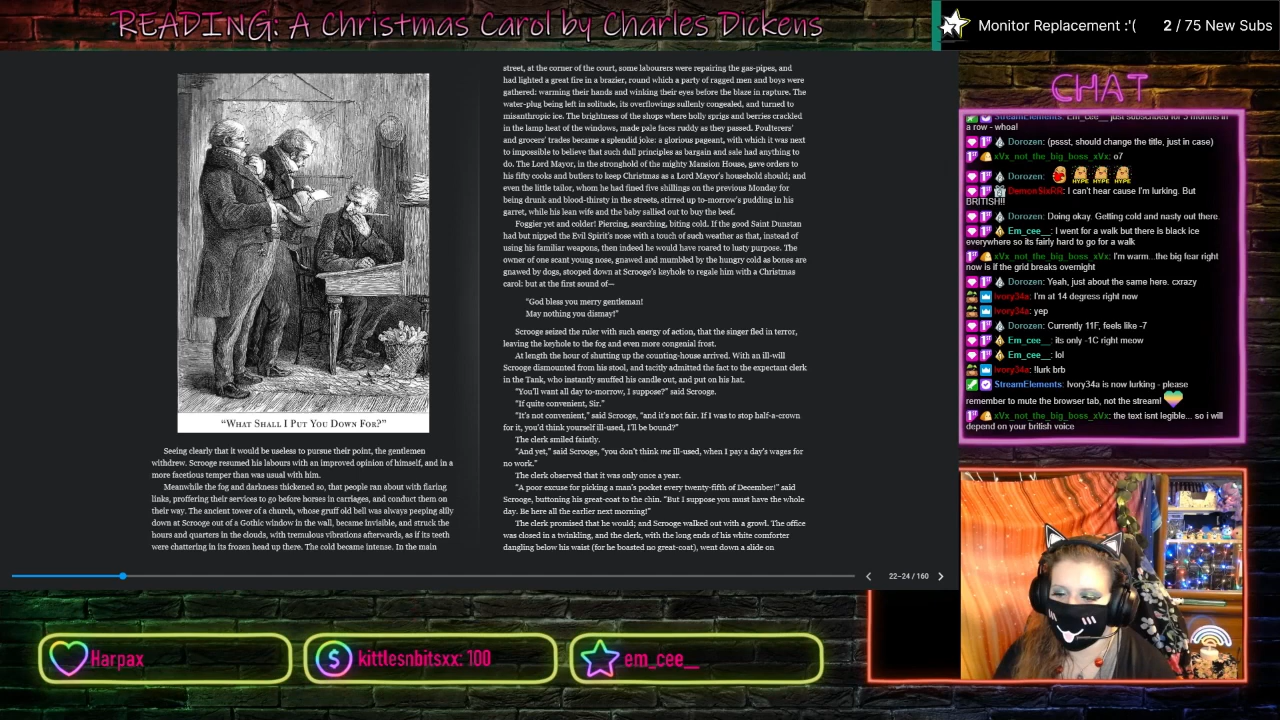 READING: A Christmas Carol by Charles Dickens
Monitor Replacement :'(
2 / 75 New Subs
"What Shall I Put You Down For?"
Seeing clearly that it would be useless to pursue their point, the gentlemen
withdrew. Scrooge resumed his labours with an improved opinion of himself, and in a
more facetious temper than was usual with him.
Meanwhile the fog and darkness thickened so, that people ran about with flaring
links, proffering their services to go before horses in carriages, and conduct them on
their way. The ancient tower of a church, whose gruff old bell was always peeping slily
down at Scrooge out of a Gothic window in the wall, became invisible, and struck the
hours and quarters in the clouds, with tremulous vibrations afterwards, as if its teeth
were chattering in its frozen head up there. The cold became intense. In the main
street, at the corner of the court, some labourers were repairing the gas-pipes, and
had lighted a great fire in a brazier, round which a party of ragged men and boys were
gathered: warming their hands and winking their eyes before the blaze in rapture. The
water-plug being left in solitude, its overflowings sullenly congealed, and turned to
misanthropic ice. The brightness of the shops where holly sprigs and berries crackled
in the lamp heat of the windows, made pale faces ruddy as they passed. Poulterers'
and grocers' trades became a splendid joke: a glorious pageant, with which it was next
to impossible to believe that such dull principles as bargain and sale had anything to
do. The Lord Mayor, in the stronghold of the mighty Mansion House, gave orders to
his fifty cooks and butlers to keep Christmas as a Lord Mayor's household should; and
even the little tailor, whom he had fined five shillings on the previous Monday for
being drunk and blood-thirsty in the streets, stirred up to-morrow's pudding in his
garret, while his lean wife and the baby sallied out to buy the beef.
Foggier yet and colder! Piercing, searching, biting cold. If the good Saint Dunstan
had but nipped the Evil Spirit's nose with a touch of such weather as that, instead of
using his familiar weapons, then indeed he would have roared to lusty purpose. The
owner of one scant young nose, gnawed and mumbled by the hungry cold as bones are
gnawed by dogs, stooped down at Scrooge's keyhole to regale him with a Christmas
carol: but at the first sound of—
"God bless you merry gentleman!
May nothing you dismay!"
Scrooge seized the ruler with such energy of action, that the singer fled in terror,
leaving the keyhole to the fog and even more congenial frost.
At length the hour of shutting up the counting-house arrived. With an ill-will
Scrooge dismounted from his stool, and tacitly admitted the fact to the expectant clerk
in the Tank, who instantly snuffed his candle out, and put on his hat.
"You'll want all day to-morrow, I suppose?" said Scrooge.
"If quite convenient, Sir."
"It's not convenient," said Scrooge, "and it's not fair. If I was to stop half-a-crown
for it, you'd think yourself ill-used, I'll be bound?"
The clerk smiled faintly.
"And yet," said Scrooge, "you don't think me ill-used, when I pay a day's wages for
no work."
The clerk observed that it was only once a year.
"A poor excuse for picking a man's pocket every twenty-fifth of December!" said
Scrooge, buttoning his great-coat to the chin. "But I suppose you must have the whole
day. Be here all the earlier next morning!"
The clerk promised that he would; and Scrooge walked out with a growl. The office
was closed in a twinkling, and the clerk, with the long ends of his white comforter
dangling below his waist (for he boasted no great-coat), went down a slide on
22–24 / 160
CHAT
StreamElements: Em_cee__ just subscribed for 3 months in
a row - whoa!
Dorozen: (pssst, should change the title, just in case)
xVx_not_the_big_boss_xVx: o7
Dorozen: HYPE HYPE HYPE
DemonSixRR: I can't hear cause I'm lurking. But
BRITISH!!
Dorozen: Doing okay. Getting cold and nasty out there.
Em_cee__: I went for a walk but there is black ice
everywhere so its fairly hard to go for a walk
xVx_not_the_big_boss_xVx: I'm warm...the big fear right
now is if the grid breaks overnight
Dorozen: Yeah, just about the same here. cxrazy
Ivory34a: I'm at 14 degress right now
Ivory34a: yep
Dorozen: Currently 11F, feels like -7
Em_cee__: its only -1C right meow
Em_cee__: lol
Ivory34a: !lurk brb
StreamElements: Ivory34a is now lurking - please
remember to mute the browser tab, not the stream!
xVx_not_the_big_boss_xVx: the text isnt legible... so i will
depend on your british voice
Harpax
kittlesnbitsxx: 100
em_cee__